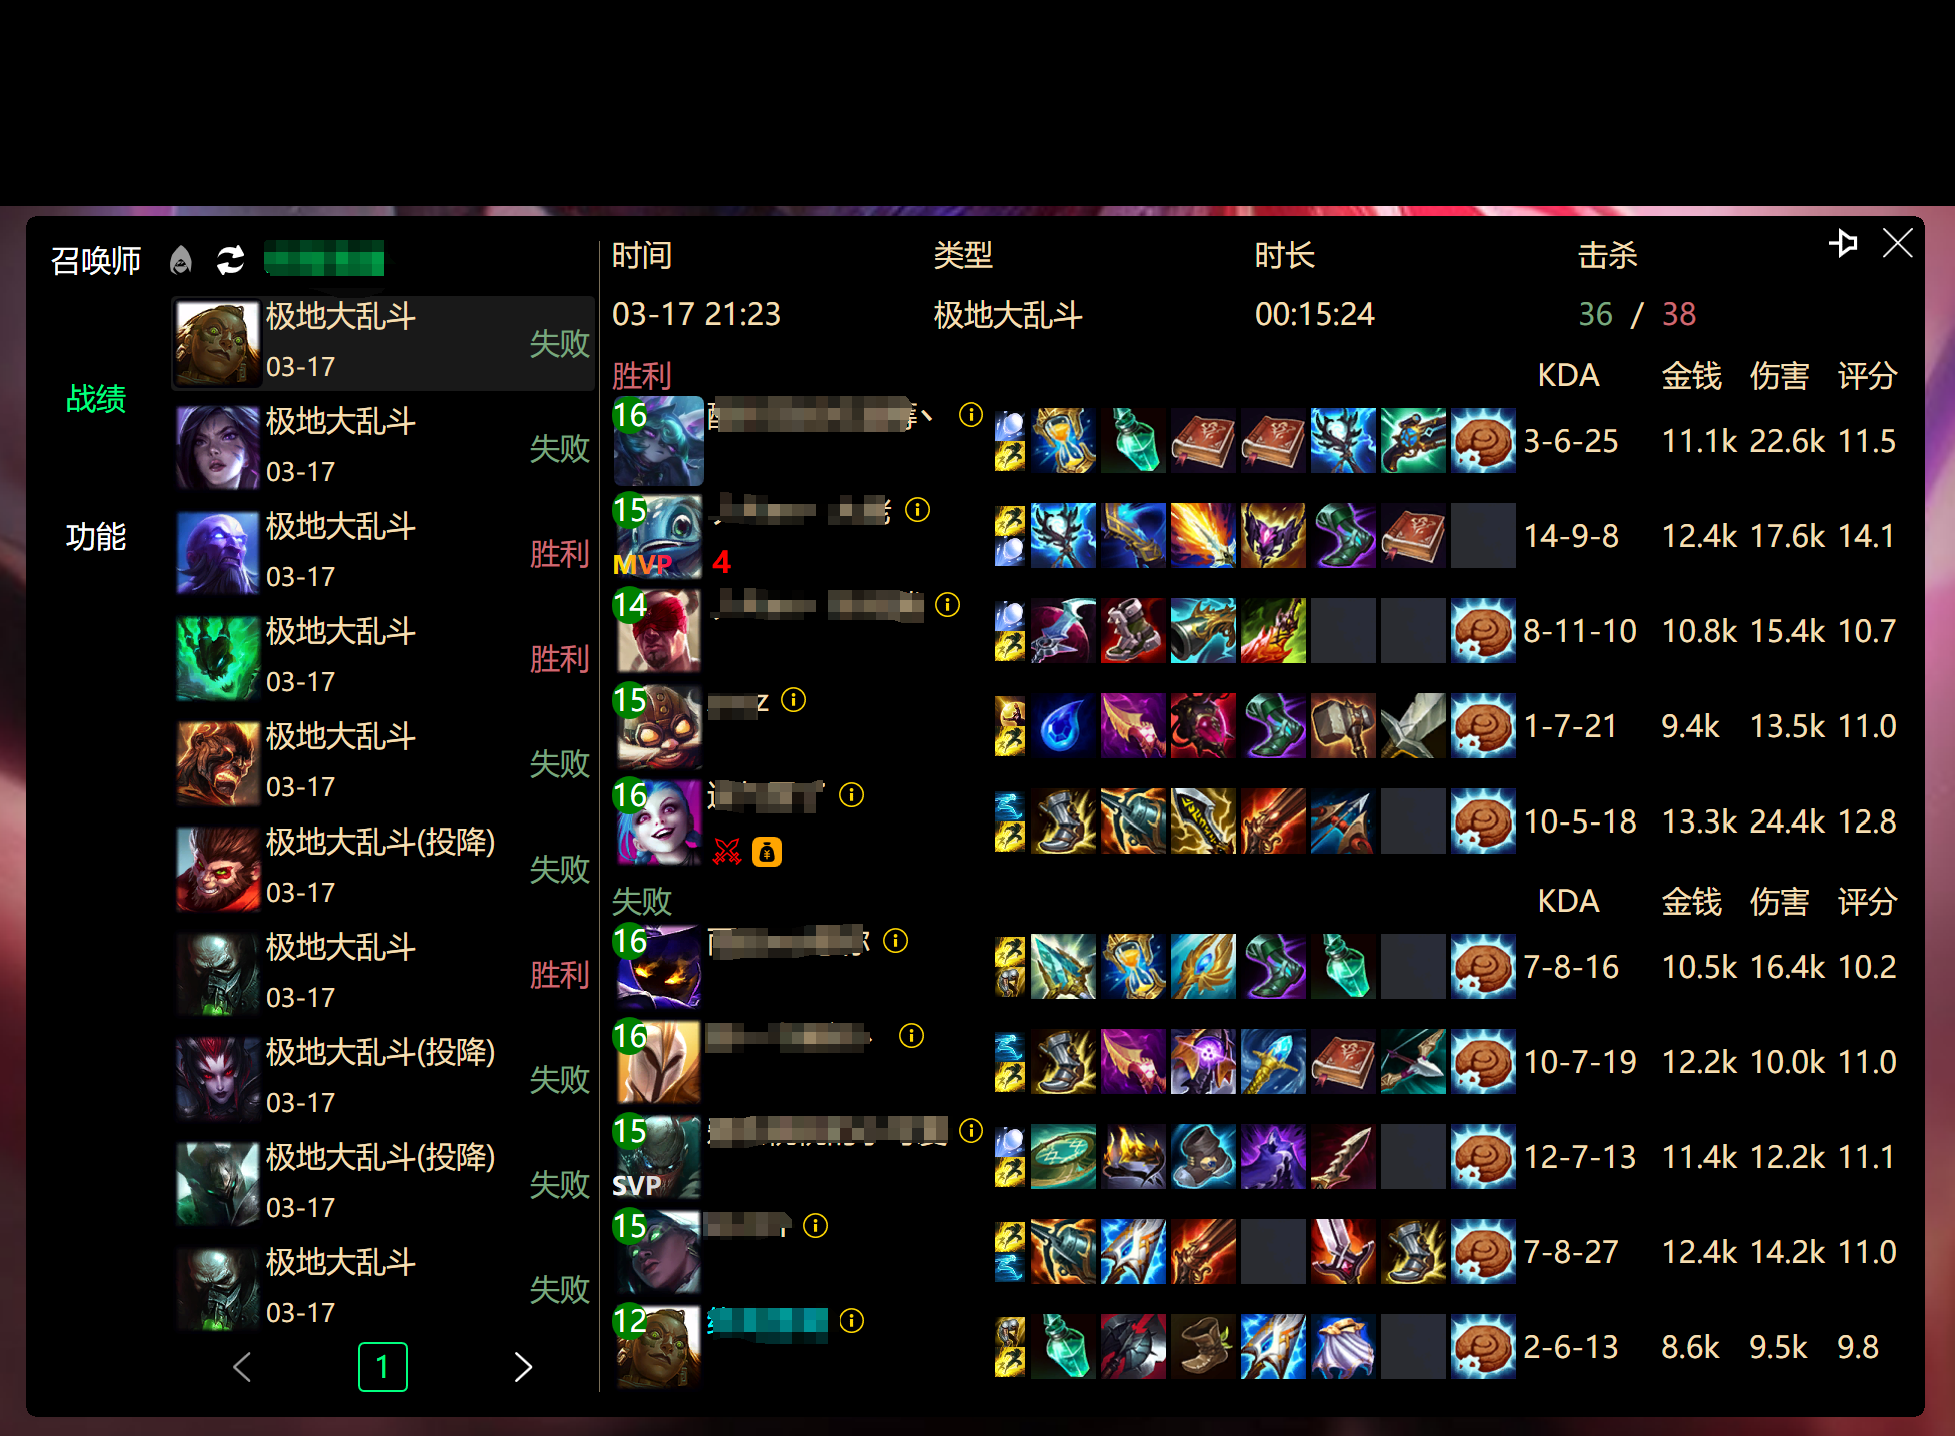 召唤师
战绩
功能
极地大乱斗
03-17
失败
极地大乱斗
03-17
失败
极地大乱斗
03-17
胜利
极地大乱斗
03-17
胜利
极地大乱斗
03-17
失败
极地大乱斗(投降)
03-17
失败
极地大乱斗
03-17
胜利
极地大乱斗(投降)
03-17
失败
极地大乱斗(投降)
03-17
失败
极地大乱斗
03-17
失败
1
时间 类型 时长 击杀
03-17 21:23 极地大乱斗 00:15:24 36 / 38
胜利 KDA 金钱 伤害 评分
16 3-6-25 11.1k 22.6k 11.5
15 MVP 4 14-9-8 12.4k 17.6k 14.1
14 8-11-10 10.8k 15.4k 10.7
15 z 1-7-21 9.4k 13.5k 11.0
16 10-5-18 13.3k 24.4k 12.8
失败 KDA 金钱 伤害 评分
16 7-8-16 10.5k 16.4k 10.2
16 10-7-19 12.2k 10.0k 11.0
15 SVP 12-7-13 11.4k 12.2k 11.1
15 7-8-27 12.4k 14.2k 11.0
12 2-6-13 8.6k 9.5k 9.8